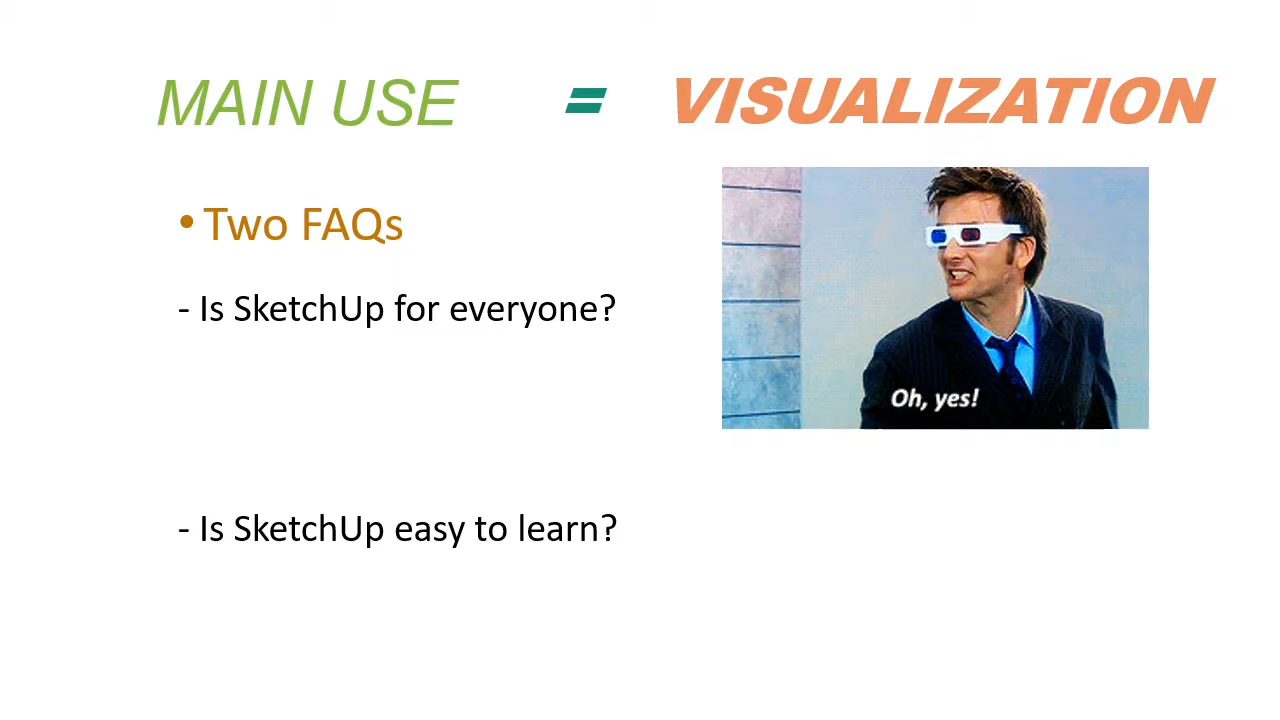 MAIN USE = VISUALIZATION
• Two FAQs
- Is SketchUp for everyone?
Oh, yes!
- Is SketchUp easy to learn?